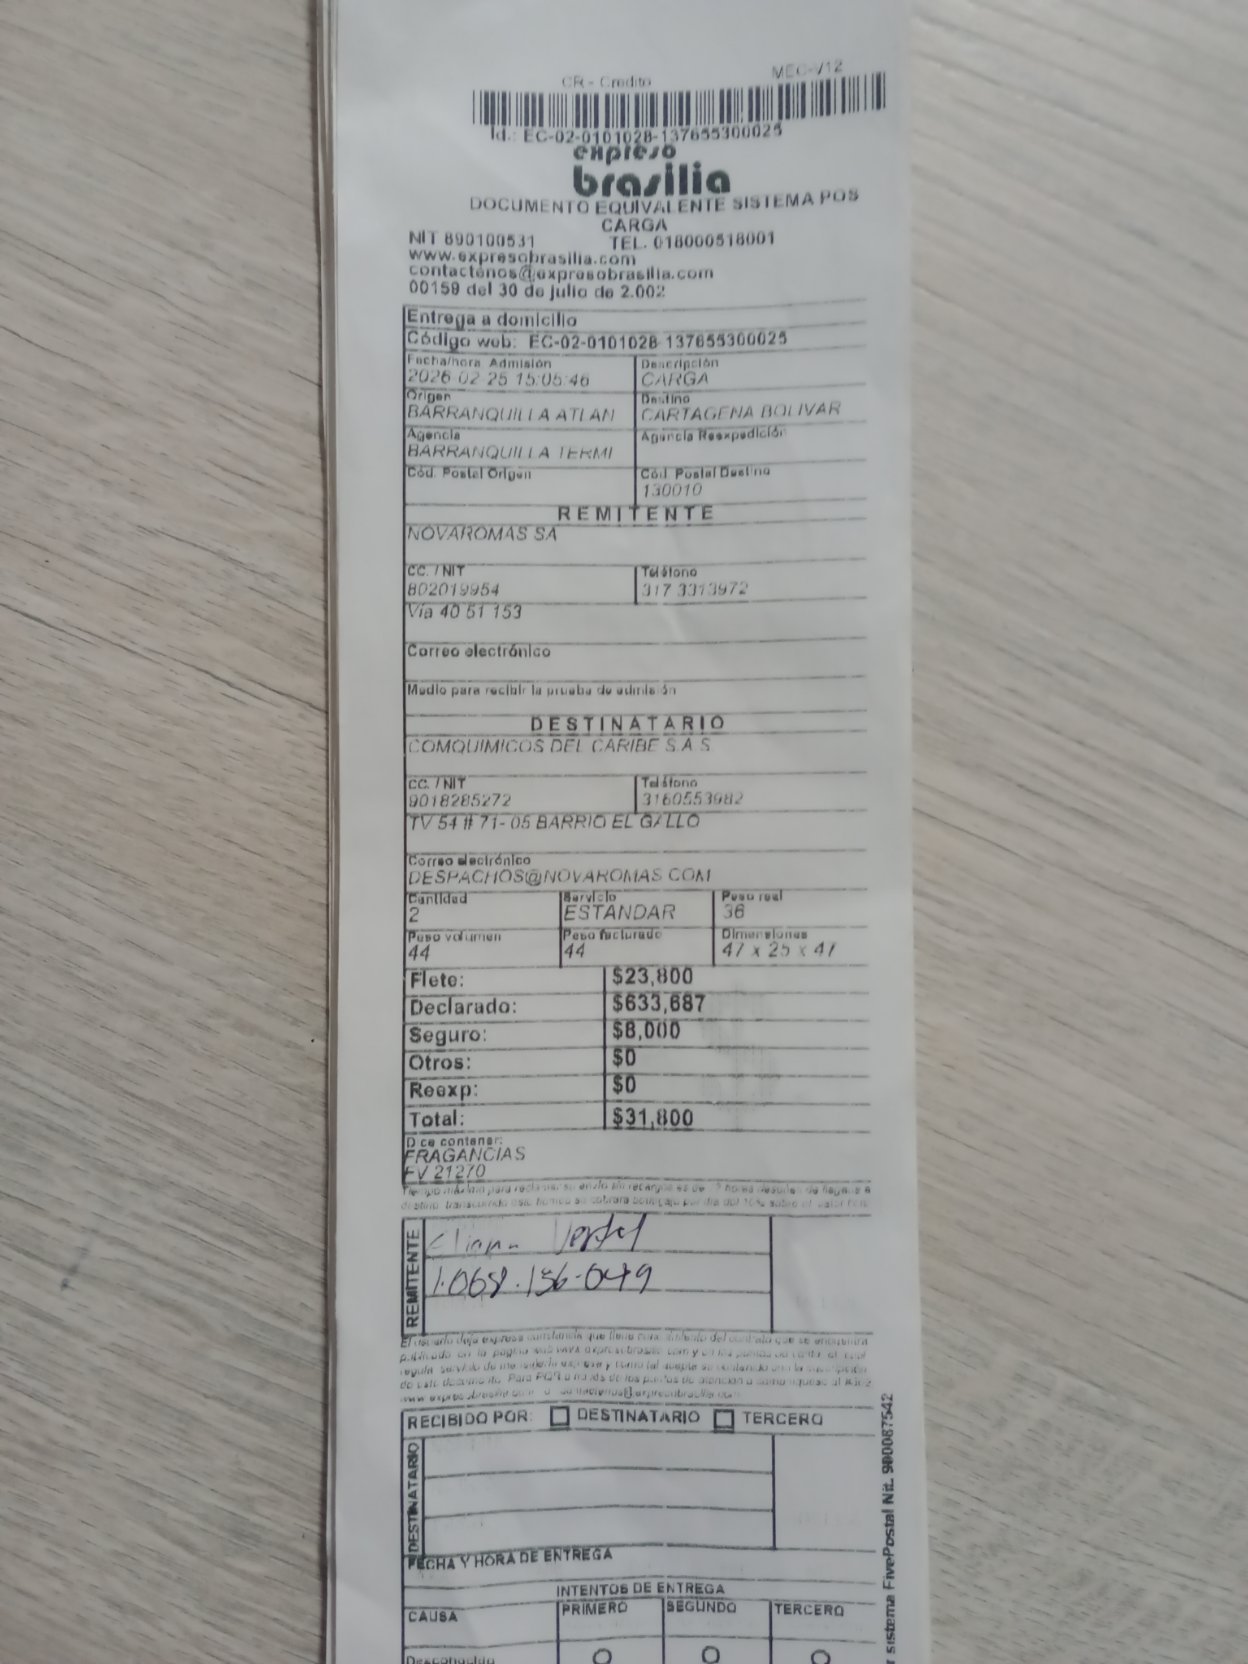 CR - Credito MEC-V12
Id.: EC-02-0101028-137655300025
expreso
brasilia
DOCUMENTO EQUIVALENTE SISTEMA POS
CARGA
NIT 890100531 TEL. 018000518001
www.expresobrasilia.com
contactenos@expresobrasilia.com
00159 del 30 de julio de 2.002
Entrega a domicilio
Código web: EC-02-0101028-137655300025
Fecha/hora Admisión Descripción
2026-02-25 15:05:46 CARGA
Origen Destino
BARRANQUILLA ATLAN CARTAGENA BOLIVAR
Agencia Agencia Reexpedición
BARRANQUILLA TERMI
Cód. Postal Origen Cód. Postal Destino
130010
REMITENTE
NOVAROMAS SA
CC. / NIT Teléfono
802019954 317 3313972
Vía 40 51 153
Correo electrónico
Medio para recibir la prueba de admisión
DESTINATARIO
COMQUIMICOS DEL CARIBE S.A.S
CC. / NIT Teléfono
9018285272 3160553982
TV 54 # 71- 05 BARRIO EL GALLO
Correo electrónico
DESPACHOS@NOVAROMAS.COM
Cantidad Servicio Peso real
2 ESTANDAR 36
Peso volumen Peso facturado Dimensiones
44 44 47 x 25 x 47
Flete: $23,800
Declarado: $633,687
Seguro: $8,000
Otros: $0
Reexp: $0
Total: $31,800
Dice contener:
FRAGANCIAS
FV 21270
REMITENTE
1.068.136-049
RECIBIDO POR: DESTINATARIO TERCERO
DESTINATARIO
FECHA Y HORA DE ENTREGA
INTENTOS DE ENTREGA
CAUSA PRIMERO SEGUNDO TERCERO
Desconocido
sistema FivePostal Nit. 900087542